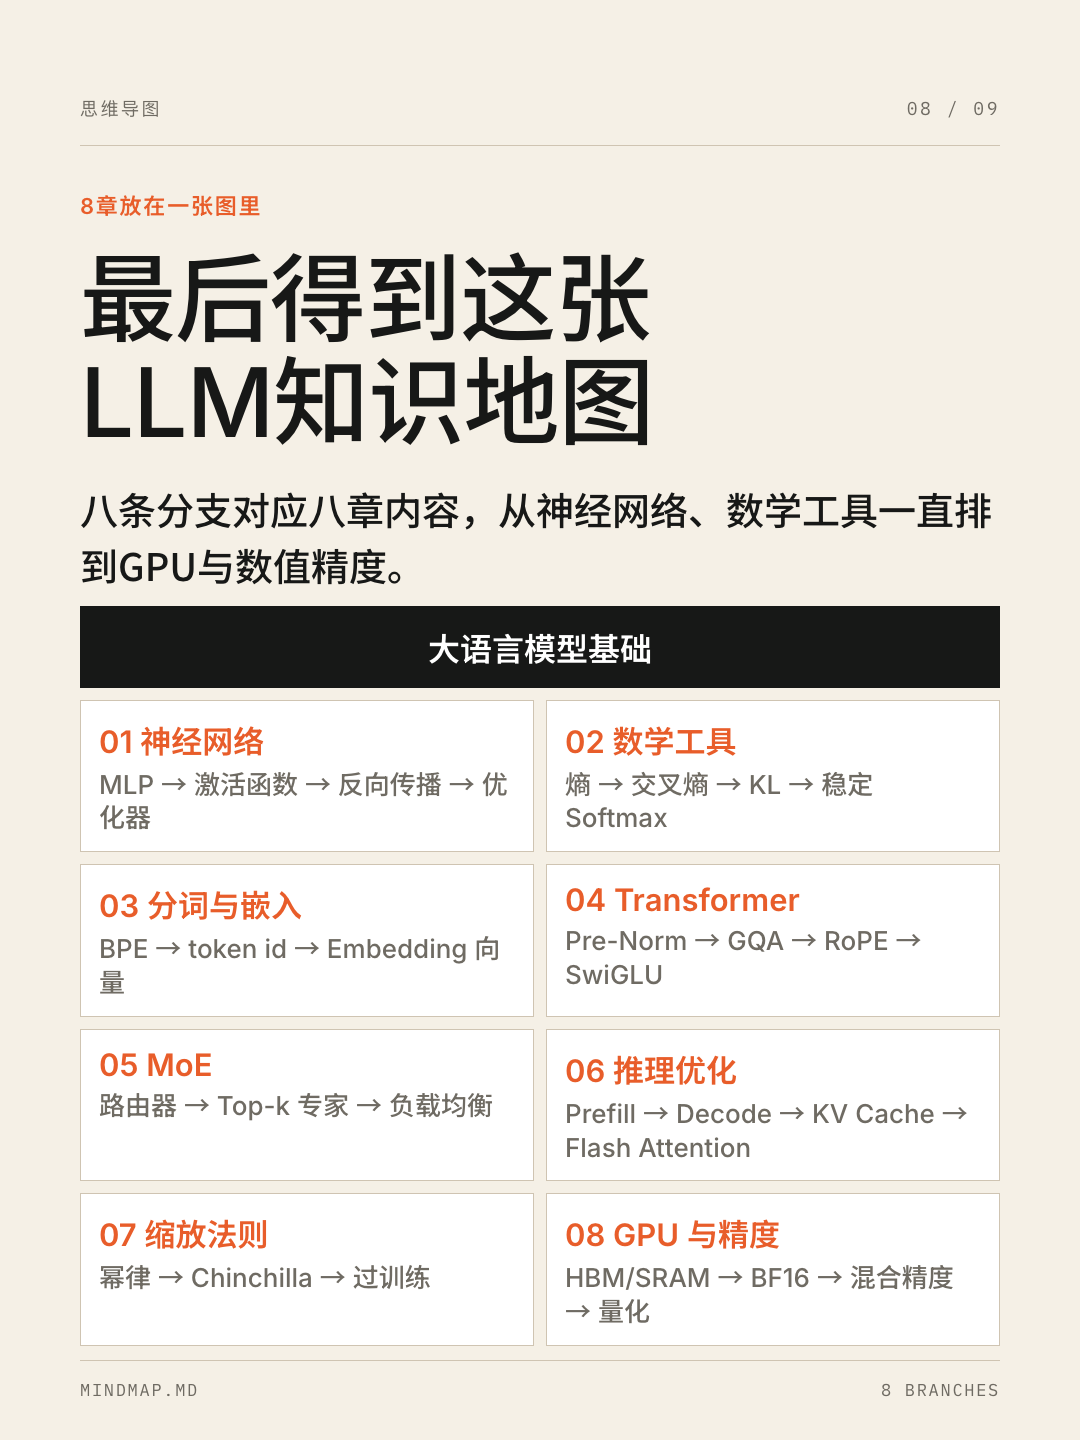 思维导图
08 / 09
8章放在一张图里
最后得到这张
LLM知识地图
八条分支对应八章内容，从神经网络、数学工具一直排
到GPU与数值精度。
大语言模型基础
01 神经网络
MLP → 激活函数 → 反向传播 → 优
化器
02 数学工具
熵 → 交叉熵 → KL → 稳定
Softmax
03 分词与嵌入
BPE → token id → Embedding 向
量
04 Transformer
Pre-Norm → GQA → RoPE →
SwiGLU
05 MoE
路由器 → Top-k 专家 → 负载均衡
06 推理优化
Prefill → Decode → KV Cache →
Flash Attention
07 缩放法则
幂律 → Chinchilla → 过训练
08 GPU 与精度
HBM/SRAM → BF16 → 混合精度
→ 量化
MINDMAP.MD
8 BRANCHES